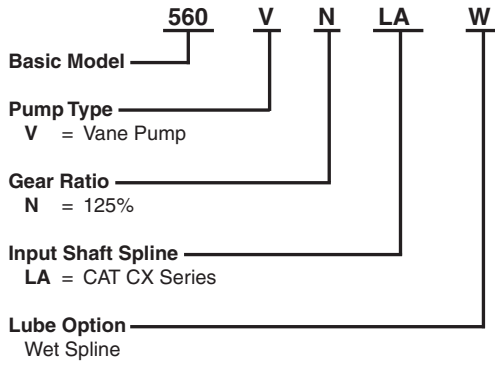 560 V N LA W
Basic Model
Pump Type
V = Vane Pump
Gear Ratio
N = 125%
Input Shaft Spline
LA = CAT CX Series
Lube Option
Wet Spline